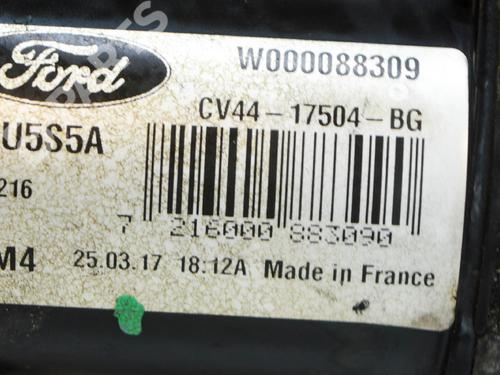 Ford
W000088309
CV44-17504-BG
U5S5A
216
7 216000 883090
M4 25.03.17 18:12A Made in France